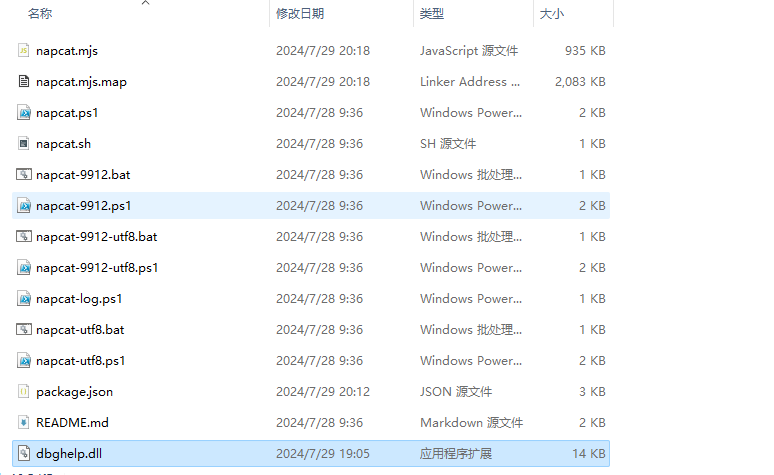 名称 修改日期 类型 大小
napcat.mjs 2024/7/29 20:18 JavaScript 源文件 935 KB
napcat.mjs.map 2024/7/29 20:18 Linker Address ... 2,083 KB
napcat.ps1 2024/7/28 9:36 Windows Power... 2 KB
napcat.sh 2024/7/28 9:36 SH 源文件 1 KB
napcat-9912.bat 2024/7/28 9:36 Windows 批处理... 1 KB
napcat-9912.ps1 2024/7/28 9:36 Windows Power... 2 KB
napcat-9912-utf8.bat 2024/7/28 9:36 Windows 批处理... 1 KB
napcat-9912-utf8.ps1 2024/7/28 9:36 Windows Power... 2 KB
napcat-log.ps1 2024/7/28 9:36 Windows Power... 1 KB
napcat-utf8.bat 2024/7/28 9:36 Windows 批处理... 1 KB
napcat-utf8.ps1 2024/7/28 9:36 Windows Power... 2 KB
package.json 2024/7/29 20:12 JSON 源文件 3 KB
README.md 2024/7/28 9:36 Markdown 源文件 2 KB
dbghelp.dll 2024/7/29 19:05 应用程序扩展 14 KB